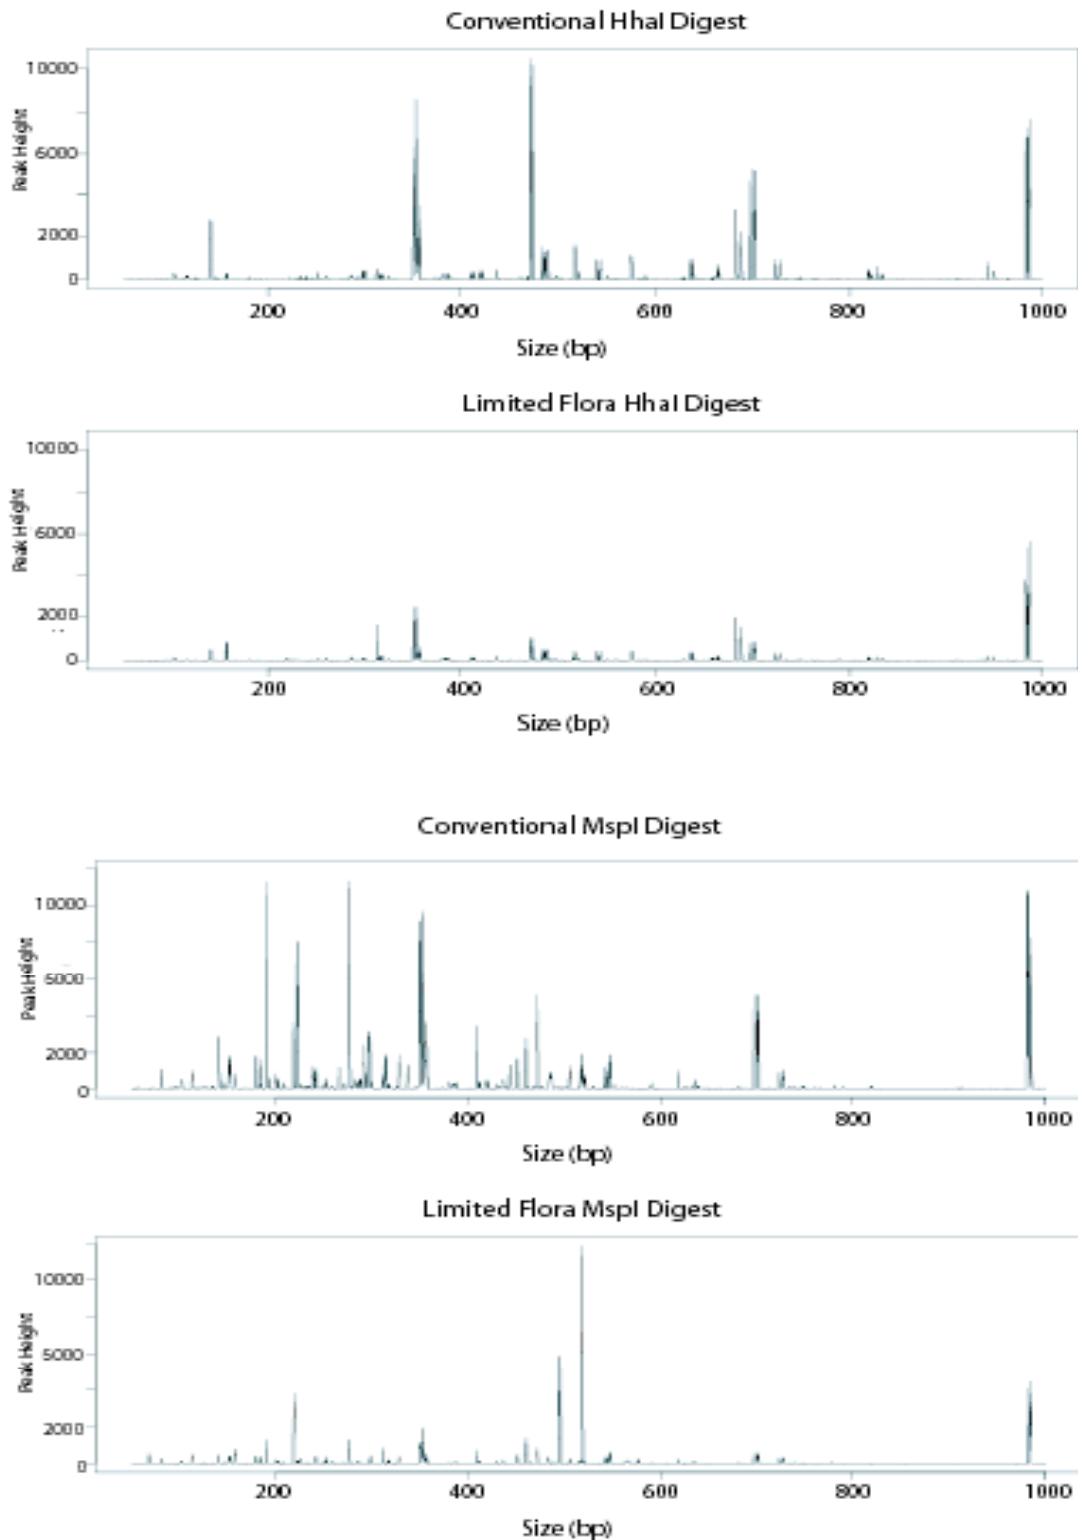 Conventional HhaI Digest
10000
6000
2000
0
Peak Height
200 400 600 800 1000
Size (bp)
Limited Flora HhaI Digest
10000
6000
2000
0
Peak Height
200 400 600 800 1000
Size (bp)
Conventional MspI Digest
10000
5000
2000
0
Peak Height
200 400 600 800 1000
Size (bp)
Limited Flora MspI Digest
10000
5000
2000
0
Peak Height
200 400 600 800 1000
Size (bp)